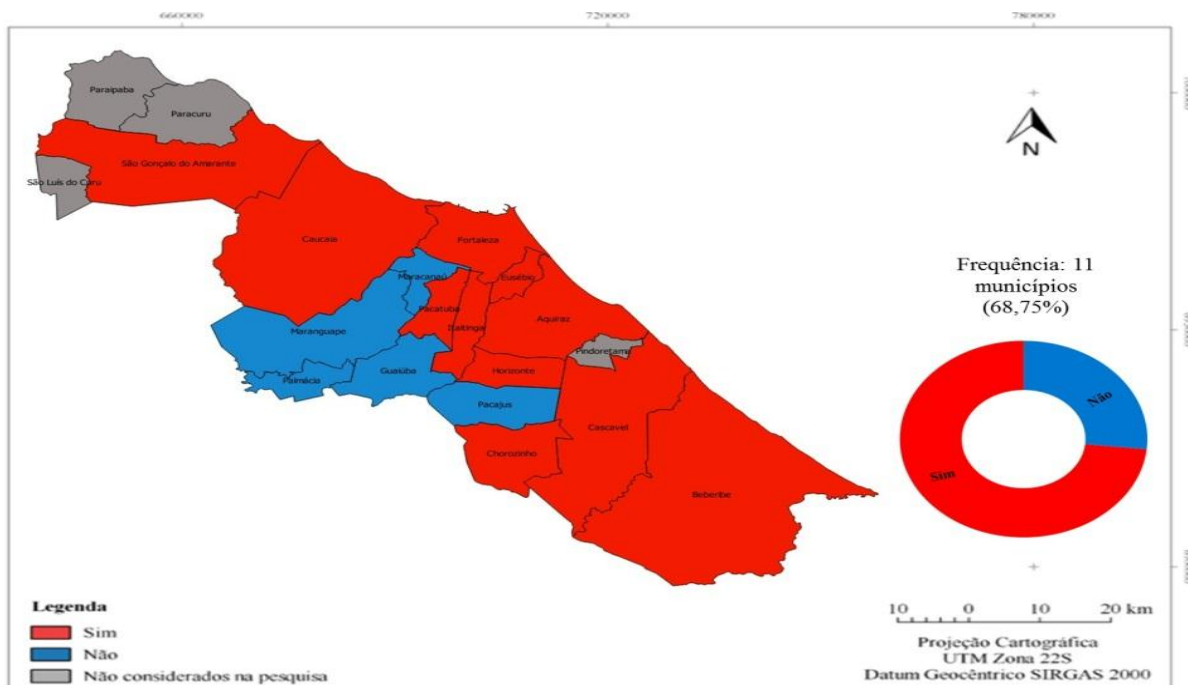 660000
720000
780000
Paraipaba
Paracuru
São Gonçalo do Amarante
São Luís do Curu
N
Caucaia
Fortaleza
Maracanaú
Eusébio
Frequência: 11
municípios
(68,75%)
Pacatuba
Itaitinga
Aquiraz
Maranguape
Pindoretama
Palmácia
Guaiúba
Horizonte
Pacajus
Não
Cascavel
Chorozinho
Sim
Beberibe
Legenda
Sim
Não
Não considerados na pesquisa
10 0 10 20 km
Projeção Cartográfica
UTM Zona 22S
Datum Geocêntrico SIRGAS 2000